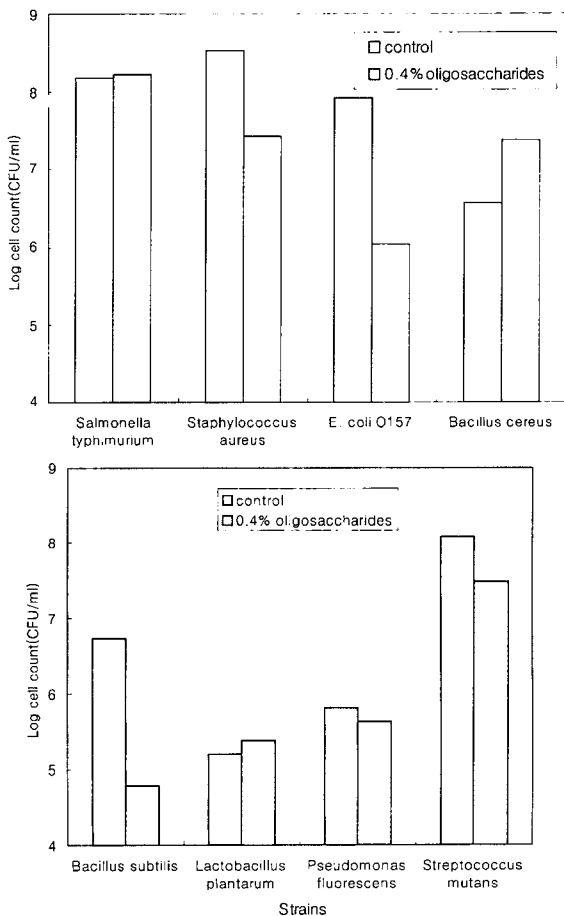 9
8
7
6
5
4
Log cell count(CFU/ml)
control
0.4% oligosaccharides
Salmonella typhimurium
Staphylococcus aureus
E. coli O157
Bacillus cereus
9
8
7
6
5
4
Log cell count(CFU/ml)
control
0.4% oligosaccharides
Bacillus subtilis
Lactobacillus plantarum
Pseudomonas fluorescens
Streptococcus mutans
Strains